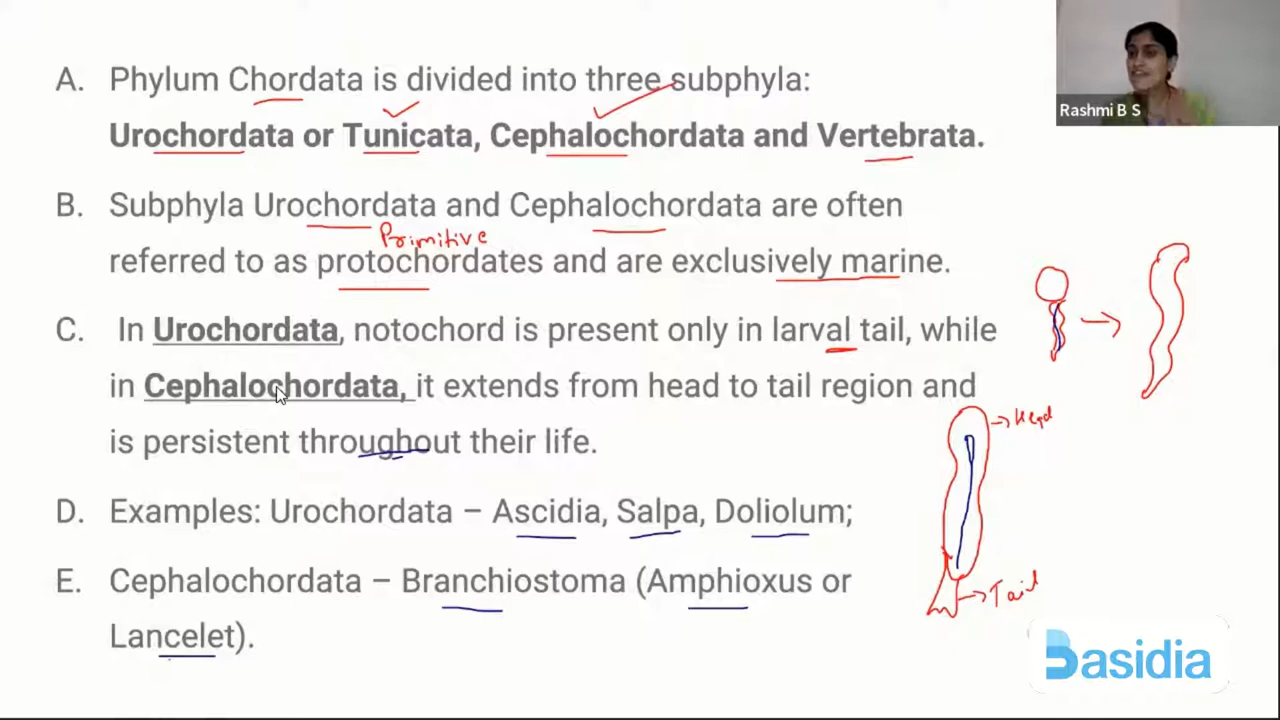 A. Phylum Chordata is divided into three subphyla:
Urochordata or Tunicata, Cephalochordata and Vertebrata.
B. Subphyla Urochordata and Cephalochordata are often
Primitive
referred to as protochordates and are exclusively marine.
C. In Urochordata, notochord is present only in larval tail, while
in Cephalochordata, it extends from head to tail region and
is persistent throughout their life.
D. Examples: Urochordata – Ascidia, Salpa, Doliolum;
E. Cephalochordata – Branchiostoma (Amphioxus or
Lancelet).
Rashmi B S
Head
Tail
Basidia